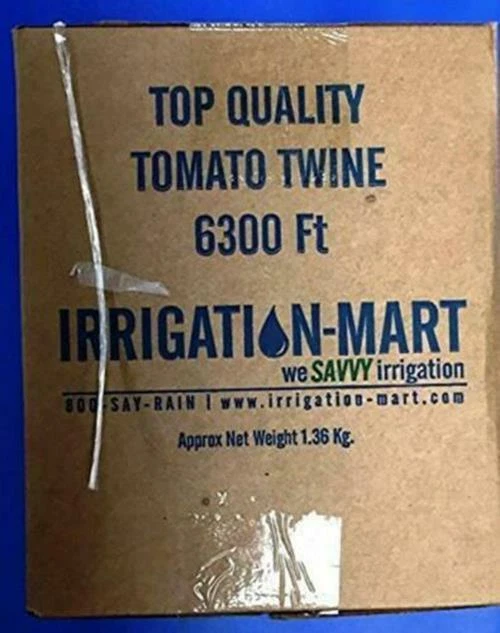 TOP QUALITY
TOMATO TWINE
6300 Ft
IRRIGATION-MART
we SAVVY irrigation
800-SAY-RAIN | www.irrigation-mart.com
Approx Net Weight 1.36 Kg.